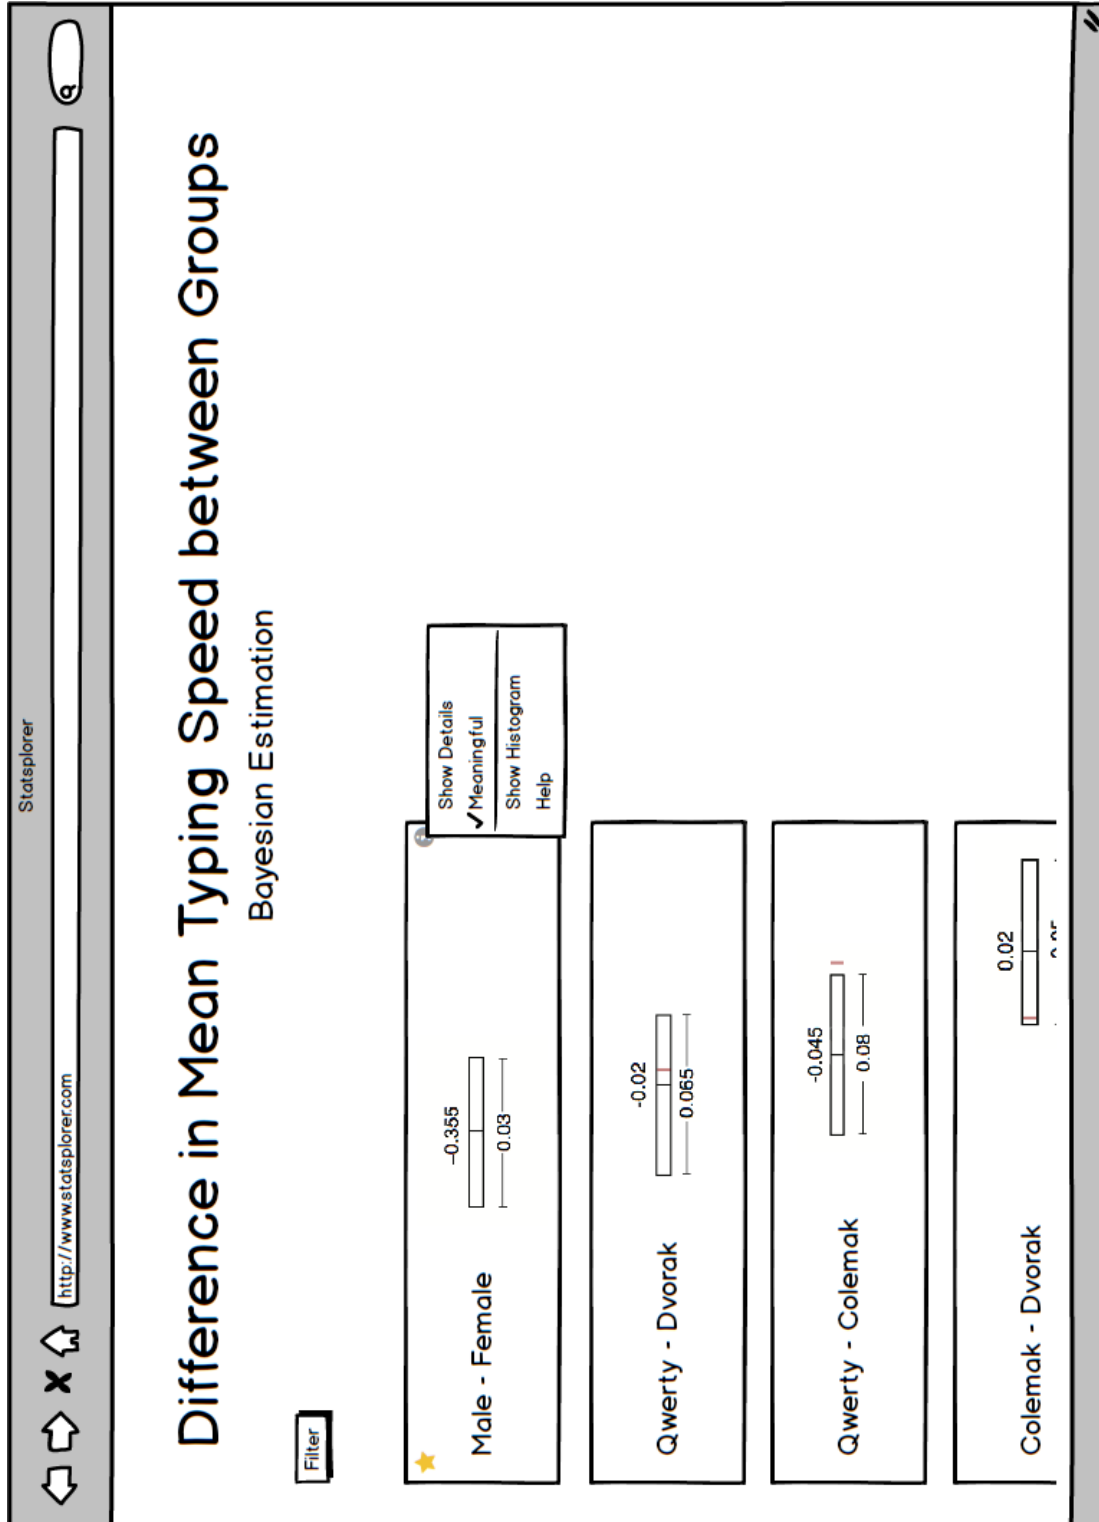 Statsplorer
http://www.statsplorer.com
Difference in Mean Typing Speed between Groups
Bayesian Estimation
Filter
Male - Female
-0.355
0.03
Show Details
✓Meaningful
Show Histogram
Help
Qwerty - Dvorak
-0.02
0.065
Qwerty - Colemak
-0.045
0.08
Colemak - Dvorak
0.02